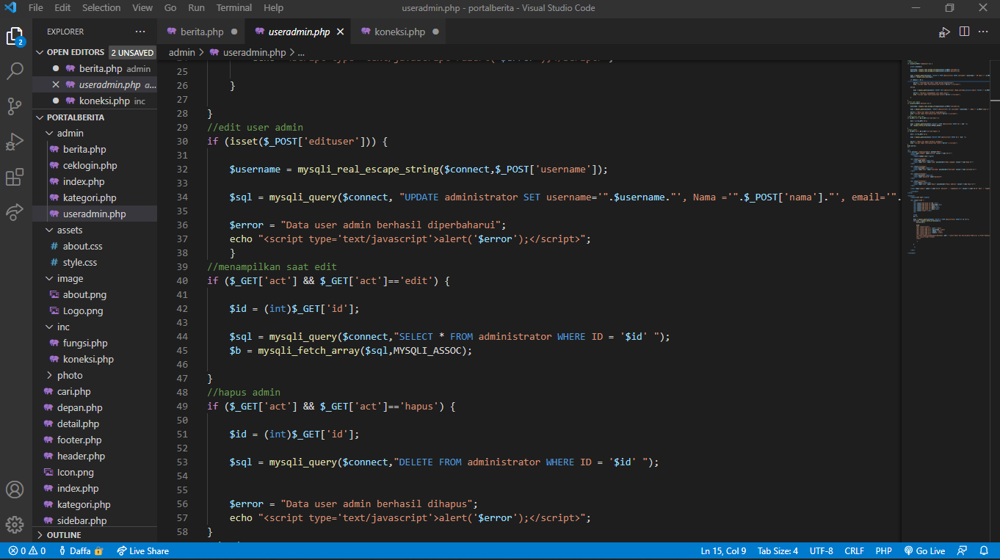 File Edit Selection View Go Run Terminal Help
useradmin.php - portalberita - Visual Studio Code
EXPLORER
berita.php
useradmin.php
koneksi.php
OPEN EDITORS 2 UNSAVED
berita.php admin
useradmin.php a...
koneksi.php inc
PORTALBERITA
admin
berita.php
ceklogin.php
index.php
kategori.php
useradmin.php
assets
about.css
style.css
image
about.png
Logo.png
inc
fungsi.php
koneksi.php
photo
cari.php
depan.php
detail.php
footer.php
header.php
Icon.png
index.php
kategori.php
sidebar.php
OUTLINE
2
admin > useradmin.php > ...
25
26 }
27
28 }
29 //edit user admin
30 if (isset($_POST['edituser'])) {
31
32 $username = mysqli_real_escape_string($connect,$_POST['username']);
33
34 $sql = mysqli_query($connect, "UPDATE administrator SET username='".$username."', Nama ='".$_POST['nama']."', email='".
35
36 $error = "Data user admin berhasil diperbaharui";
37 echo "<script type='text/javascript'>alert('$error');</script>";
38 }
39 //menampilkan saat edit
40 if ($_GET['act'] && $_GET['act']=='edit') {
41
42 $id = (int)$_GET['id'];
43
44 $sql = mysqli_query($connect,"SELECT * FROM administrator WHERE ID = '$id' ");
45 $b = mysqli_fetch_array($sql,MYSQLI_ASSOC);
46
47 }
48 //hapus admin
49 if ($_GET['act'] && $_GET['act']=='hapus') {
50
51 $id = (int)$_GET['id'];
52
53 $sql = mysqli_query($connect,"DELETE FROM administrator WHERE ID = '$id' ");
54
55
56 $error = "Data user admin berhasil dihapus";
57 echo "<script type='text/javascript'>alert('$error');</script>";
58 }
0 0 Daffa Live Share
Ln 15, Col 9 Tab Size: 4 UTF-8 CRLF PHP Go Live